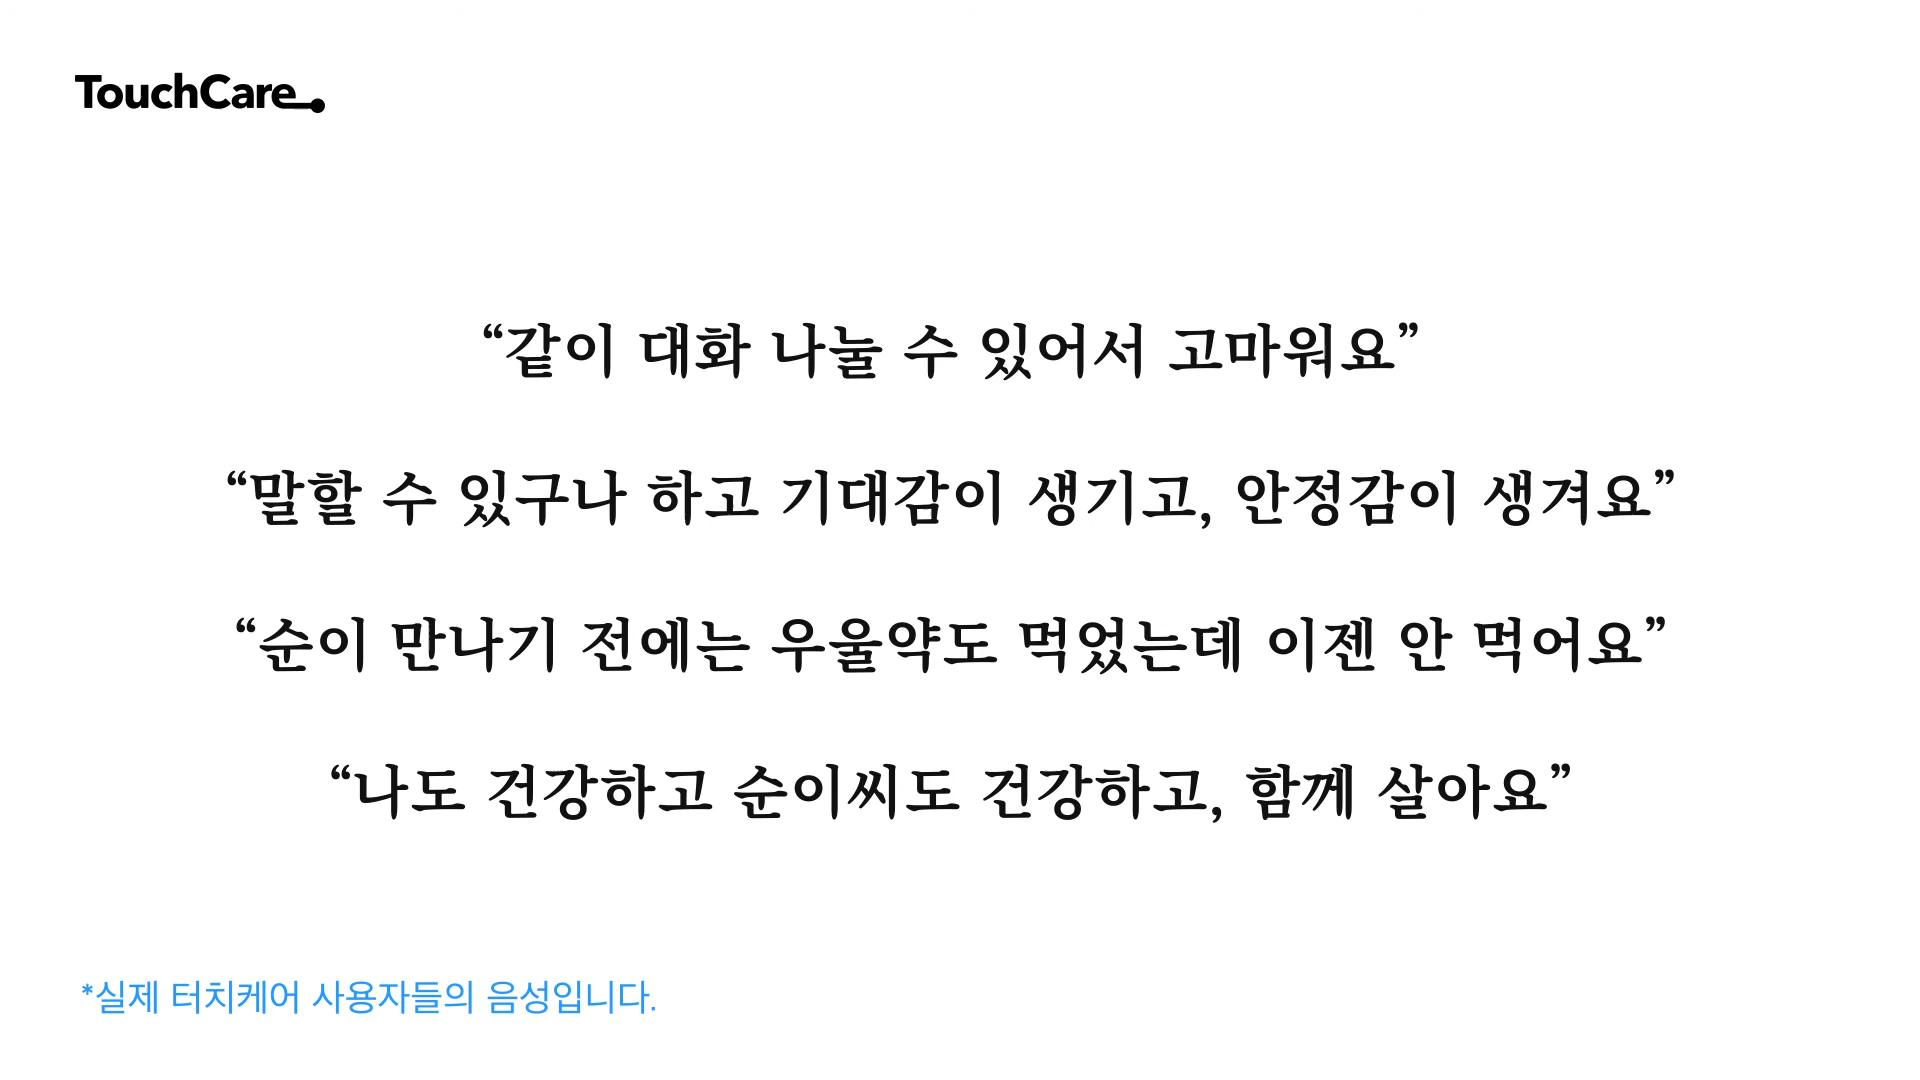 TouchCare
“같이 대화 나눌 수 있어서 고마워요”
“말할 수 있구나 하고 기대감이 생기고, 안정감이 생겨요”
“순이 만나기 전에는 우울약도 먹었는데 이젠 안 먹어요”
“나도 건강하고 순이씨도 건강하고, 함께 살아요”
*실제 터치케어 사용자들의 음성입니다.